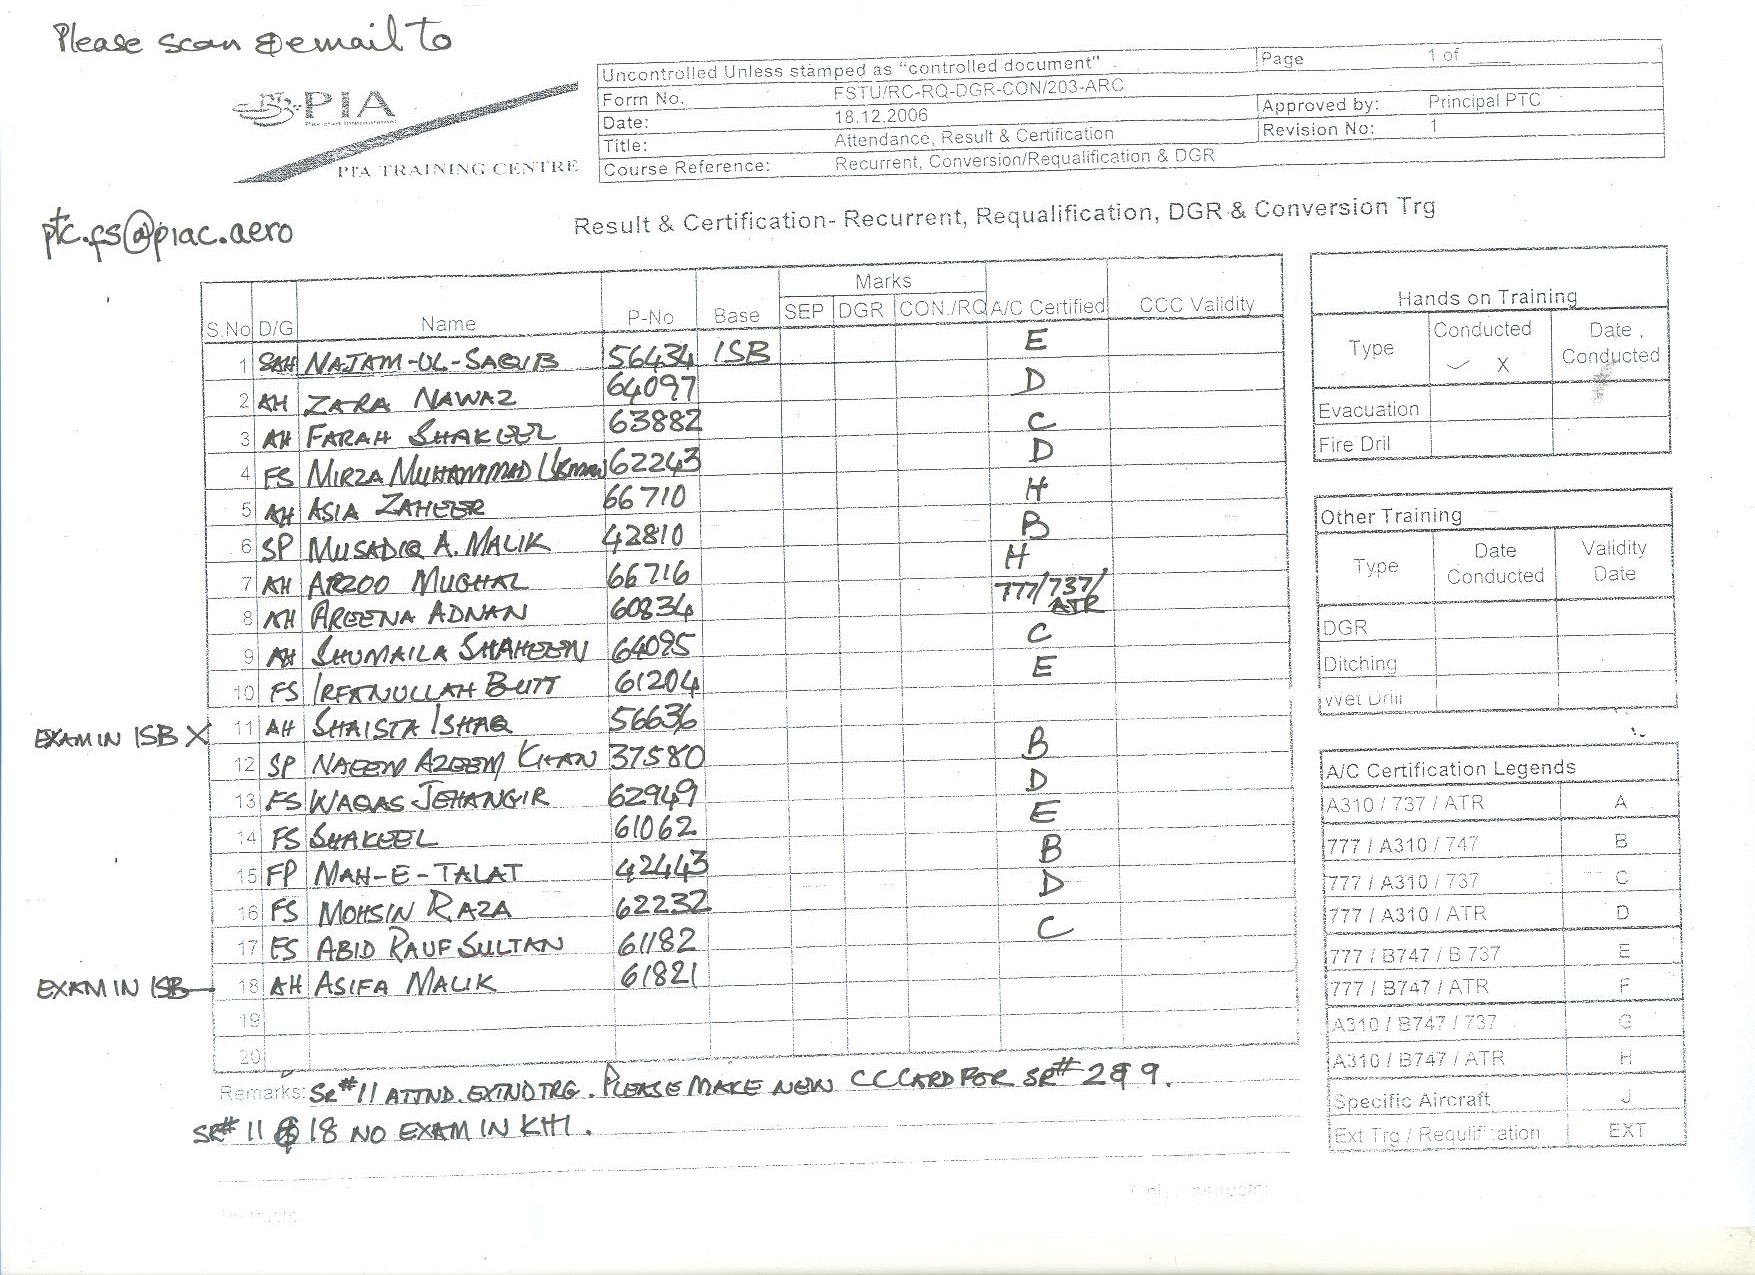 Please scan & email to
PIA
PIA TRAINING CENTRE
Uncontrolled Unless stamped as "controlled document" Page 1 of ____
Form No. FSTU/RC-RQ-DGR-CON/203-ARC
Date: 18.12.2006 Approved by: Principal PTC
Title: Attendance, Result & Certification Revision No: 1
Course Reference: Recurrent, Conversion/Requalification & DGR
ptc.fs@piac.aero
Result & Certification- Recurrent, Requalification, DGR & Conversion Trg
Marks
S.No D/G Name P-No Base SEP DGR CON./RQ A/C Certified CCC Validity
1 SAH NAJAM-UL-SAQIB 56434 ISB E
2 AH ZARA NAWAZ 64097 D
3 AH FARAH SHAKEEL 63882 C
4 FS MIRZA MUHAMMAD Usman 62243 D
5 AH ASIA ZAHEER 66710 H
6 SP MUSADIQ A. MALIK 42810 B
7 AH ARZOO MUGHAL 66716 H
8 AH AREENA ADNAN 60834 777/737/ATR
9 AH SHUMAILA SHAHEEN 64095 C
10 FS IRFANULLAH BUTT 61204 E
EXAM IN ISB X 11 AH SHAISTA ISHAQ 56636
12 SP NAEEM AZEEM KHAN 37580 B
13 FS WAQAS JEHANGIR 62949 D
14 FS SHAKEEL 61062 E
15 FP MAH-E-TALAT 42443 B
16 FS MOHSIN RAZA 62232 D
17 FS ABID RAUF SULTAN 61182 C
EXAM IN ISB 18 AH ASIFA MALIK 61821
19
20
Remarks: SR# 11 ATTND. EXTND TRG. PLEASE MAKE NEW CC CARD FOR SR# 2 & 9.
SR# 11 & 18 NO EXAM IN KHI.
Hands on Training
Type Conducted Date Conducted
✓ X
Evacuation
Fire Dril
Other Training
Type Date Conducted Validity Date
DGR
Ditching
Wet Drill
A/C Certification Legends
A310 / 737 / ATR A
777 / A310 / 747 B
777 / A310 / 737 C
777 / A310 / ATR D
777 / B747 / B 737 E
777 / B747 / ATR F
A310 / B747 / 737 G
A310 / B747 / ATR H
Specific Aircraft J
Ext Trg / Requlification EXT